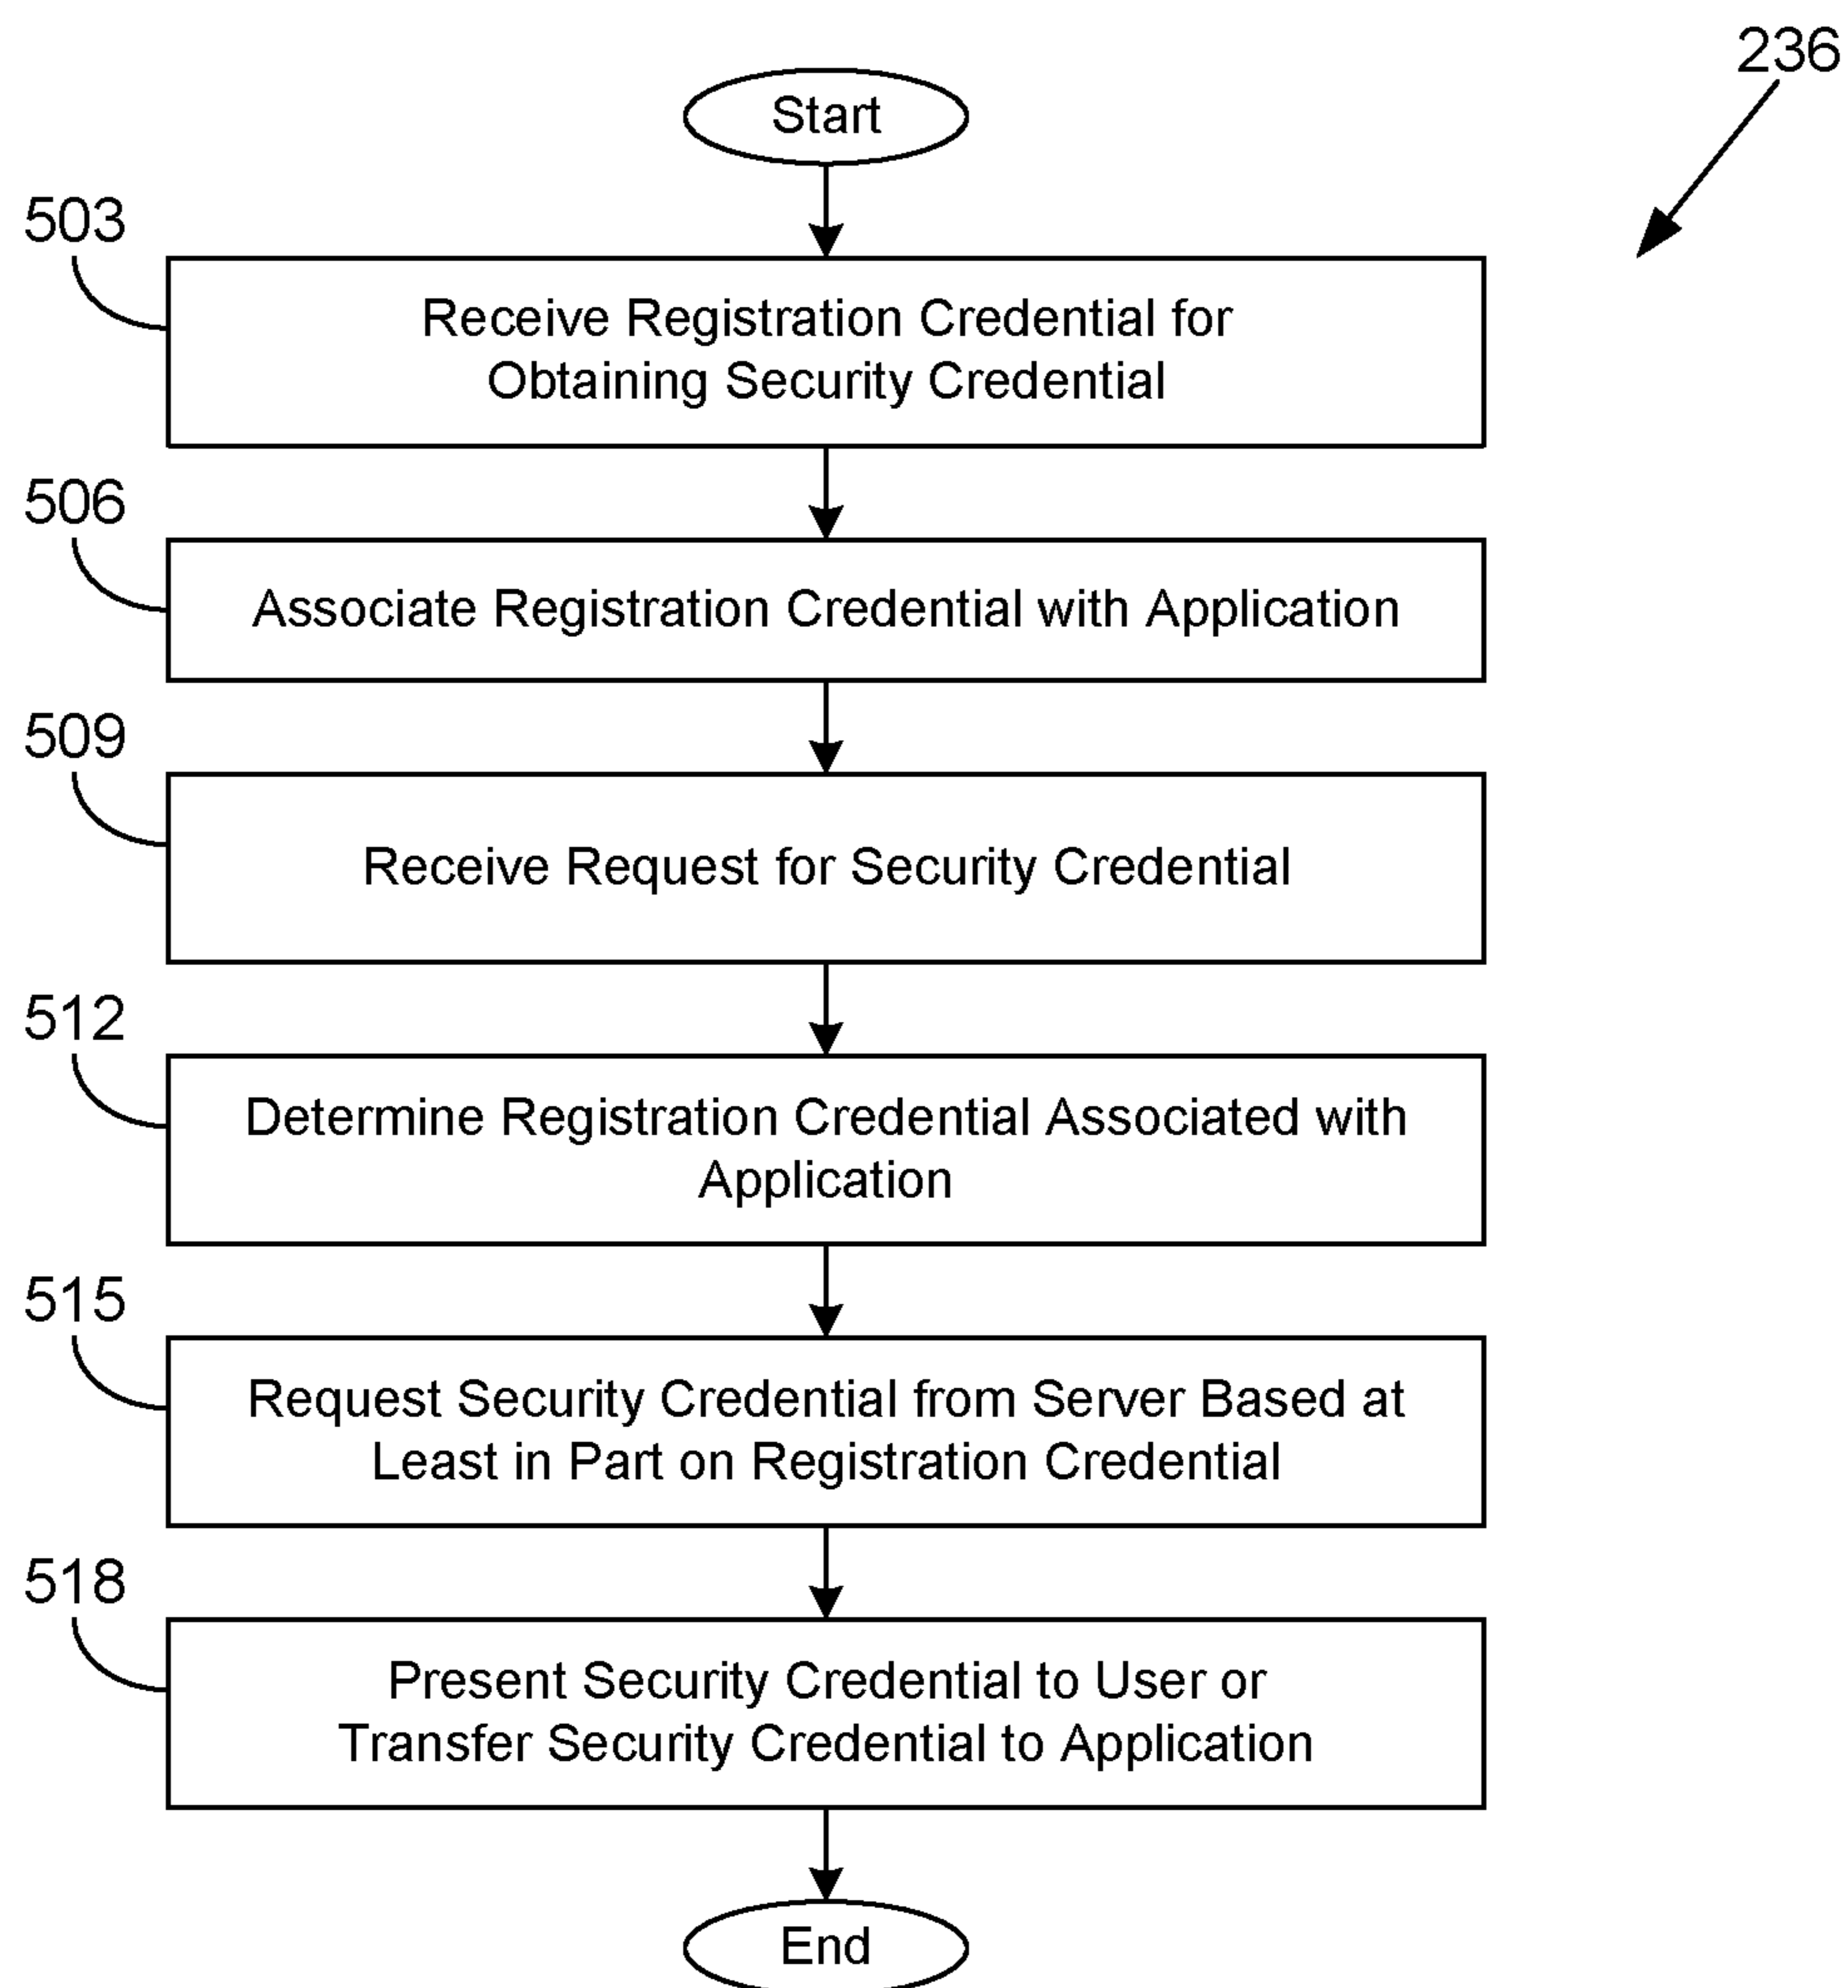 236
Start
503
Receive Registration Credential for
Obtaining Security Credential
506
Associate Registration Credential with Application
509
Receive Request for Security Credential
512
Determine Registration Credential Associated with
Application
515
Request Security Credential from Server Based at
Least in Part on Registration Credential
518
Present Security Credential to User or
Transfer Security Credential to Application
End